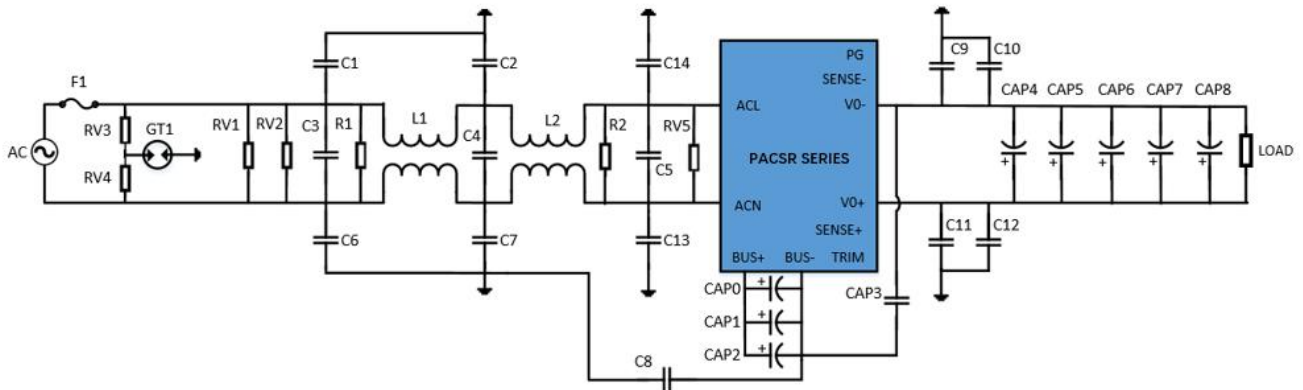 F1
AC
RV3
GT1
RV4
RV1
RV2
C1
C3
R1
C6
L1
C2
C4
C7
L2
R2
C14
C5
RV5
C13
PG
SENSE-
ACL
V0-
PACSR SERIES
ACN
V0+
SENSE+
BUS+ BUS- TRIM
CAP0 +
CAP1 +
CAP2 +
C8
CAP3
C9 C10
C11 C12
CAP4 CAP5 CAP6 CAP7 CAP8
+ + + + +
LOAD